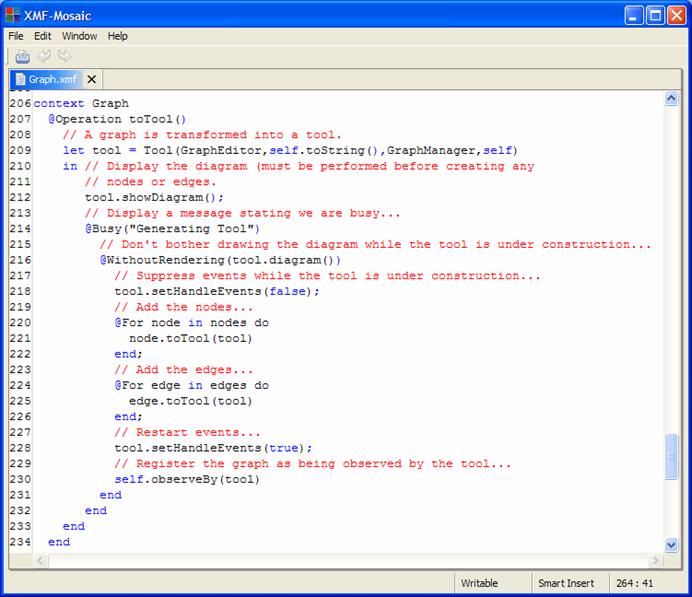 XMF-Mosaic
File Edit Window Help
Graph.xmf
206 context Graph
207   @Operation toTool()
208     // A graph is transformed into a tool.
209     let tool = Tool(GraphEditor,self.toString(),GraphManager,self)
210     in // Display the diagram (must be performed before creating any
211        // nodes or edges.
212        tool.showDiagram();
213        // Display a message stating we are busy...
214        @Busy("Generating Tool")
215          // Don't bother drawing the diagram while the tool is under construction...
216          @WithoutRendering(tool.diagram())
217            // Suppress events while the tool is under construction...
218            tool.setHandleEvents(false);
219            // Add the nodes...
220            @For node in nodes do
221              node.toTool(tool)
222            end;
223            // Add the edges...
224            @For edge in edges do
225              edge.toTool(tool)
226            end;
227            // Restart events...
228            tool.setHandleEvents(true);
229            // Register the graph as being observed by the tool...
230            self.observeBy(tool)
231          end
232        end
233     end
234   end
Writable Smart Insert 264 : 41